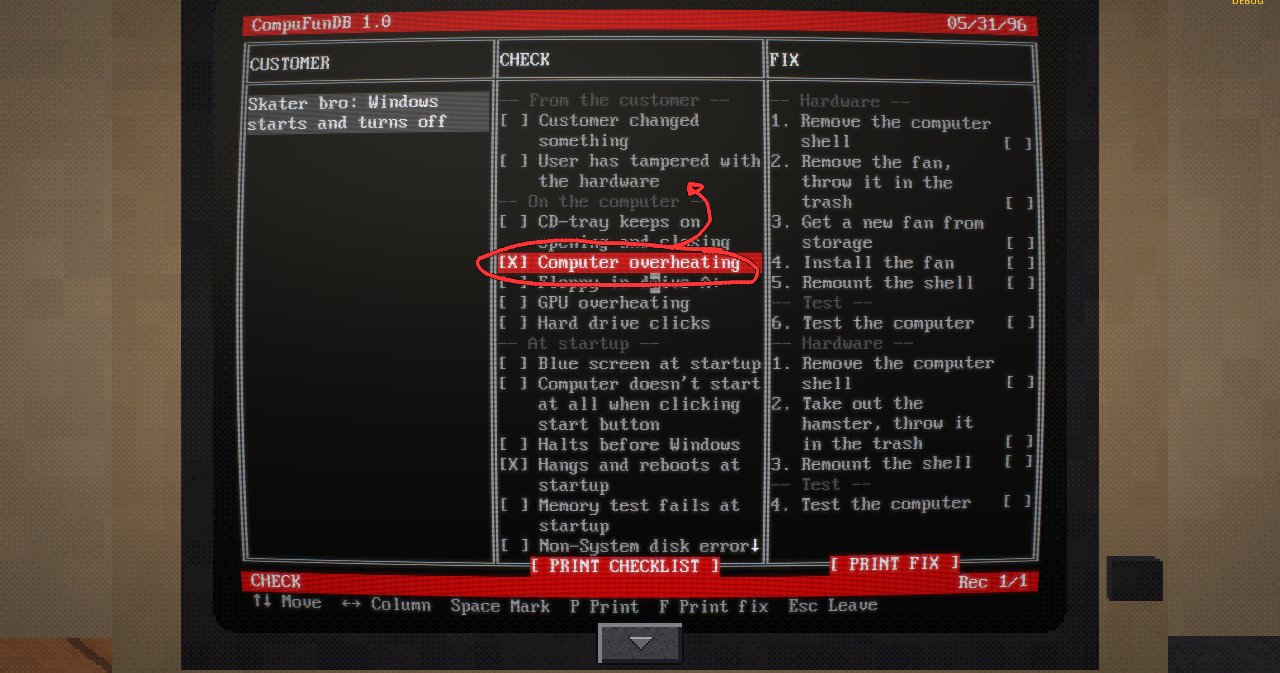 DEBUG
CompuFunDB 1.0 05/31/96
CUSTOMER
Skater bro: Windows
starts and turns off
CHECK
-- From the customer --
[ ] Customer changed
something
[ ] User has tampered with
the hardware
-- On the computer --
[ ] CD-tray keeps on
opening and closing
[X] Computer overheating
[ ] Floppy in drive A:
[ ] GPU overheating
[ ] Hard drive clicks
-- At startup --
[ ] Blue screen at startup
[ ] Computer doesn't start
at all when clicking
start button
[ ] Halts before Windows
[X] Hangs and reboots at
startup
[ ] Memory test fails at
startup
[ ] Non-System disk error↓
[ PRINT CHECKLIST ]
FIX
-- Hardware --
1. Remove the computer
shell [ ]
2. Remove the fan,
throw it in the
trash [ ]
3. Get a new fan from
storage [ ]
4. Install the fan [ ]
5. Remount the shell [ ]
-- Test --
6. Test the computer [ ]
-- Hardware --
1. Remove the computer
shell [ ]
2. Take out the
hamster, throw it
in the trash [ ]
3. Remount the shell [ ]
-- Test --
4. Test the computer [ ]
[ PRINT FIX ]
CHECK Rec 1/1
↑↓ Move ↔ Column Space Mark P Print F Print fix Esc Leave